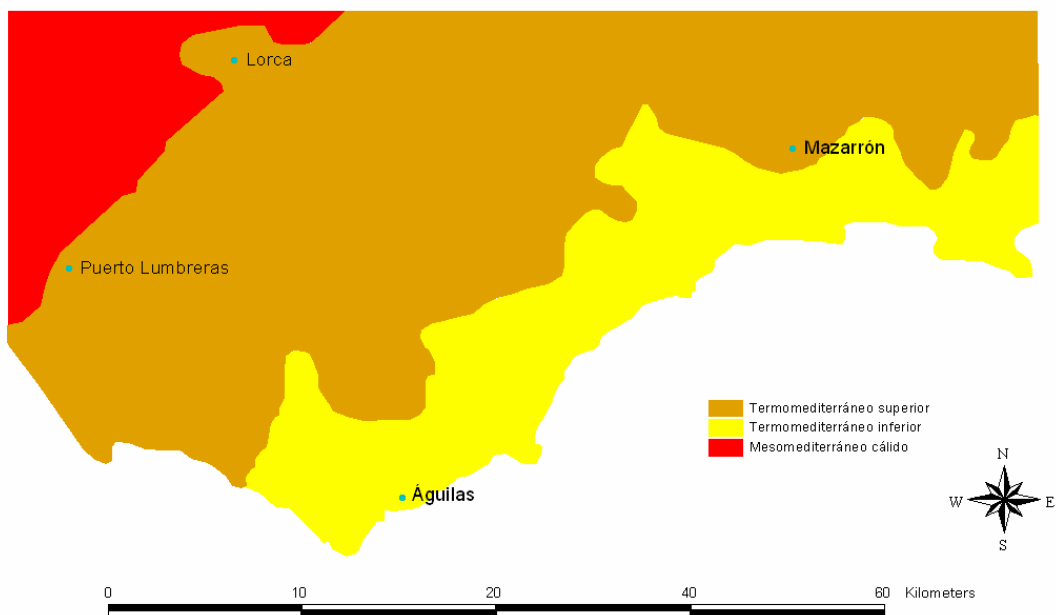 Lorca
Mazarrón
Puerto Lumbreras
Termomediterráneo superior
Termomediterráneo inferior
Mesomediterráneo cálido
N
W E
S
Águilas
0 10 20 40 60 Kilometers